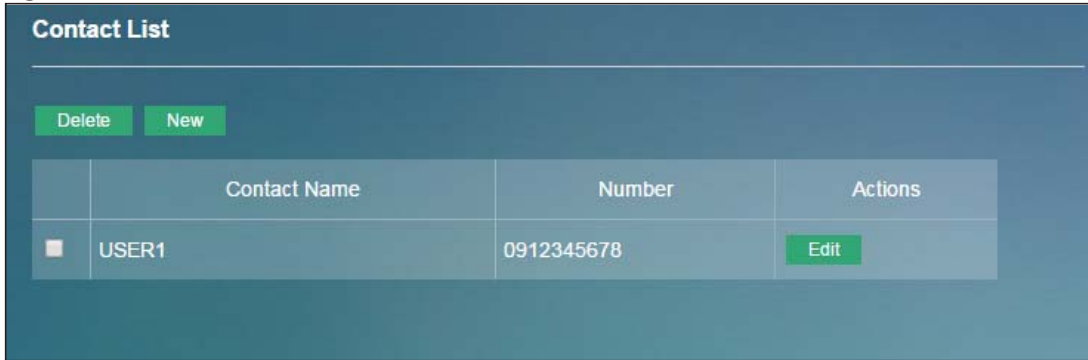 Contact List
Delete New
Contact Name Number Actions
USER1 0912345678 Edit